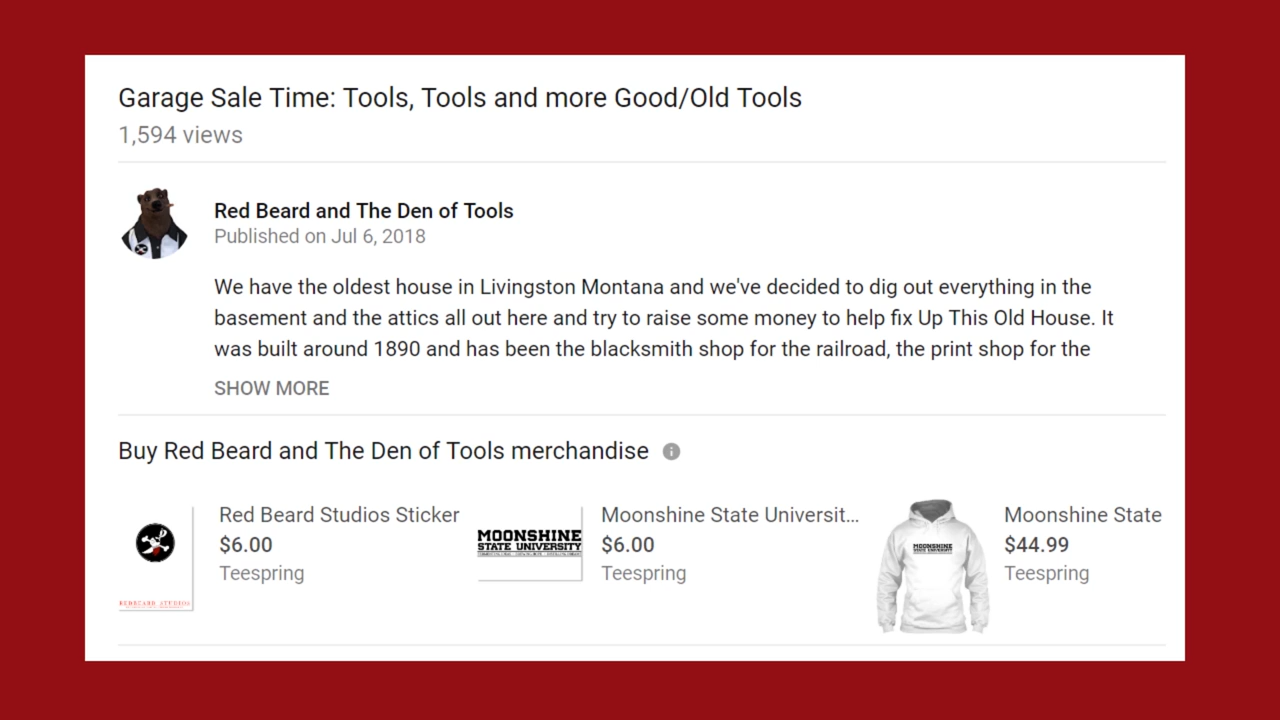 Garage Sale Time: Tools, Tools and more Good/Old Tools
1,594 views
Red Beard and The Den of Tools
Published on Jul 6, 2018
We have the oldest house in Livingston Montana and we've decided to dig out everything in the
basement and the attics all out here and try to raise some money to help fix Up This Old House. It
was built around 1890 and has been the blacksmith shop for the railroad, the print shop for the
SHOW MORE
Buy Red Beard and The Den of Tools merchandise
Red Beard Studios Sticker
$6.00
Teespring
REDBEARD STUDIOS
MOONSHINE
STATE UNIVERSITY
Moonshine State Universit...
$6.00
Teespring
MOONSHINE
STATE UNIVERSITY
Moonshine State
$44.99
Teespring